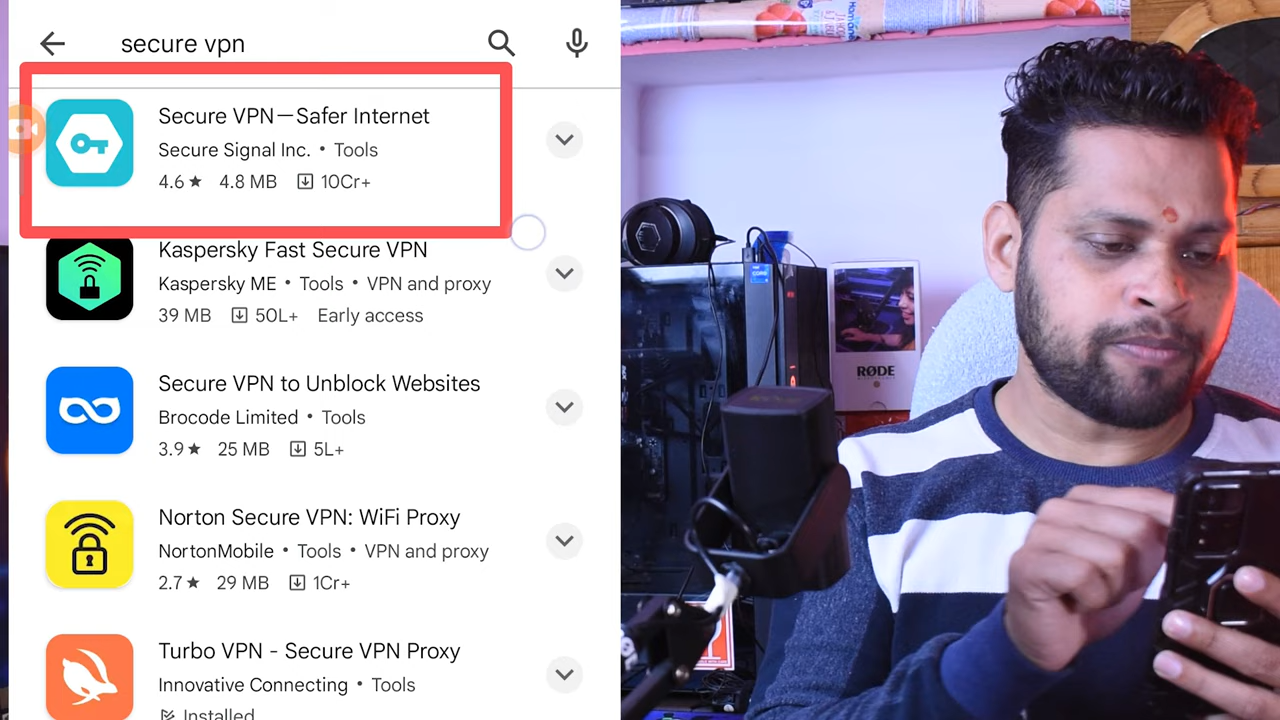 secure vpn
Secure VPN—Safer Internet
Secure Signal Inc. • Tools
4.6★ 4.8 MB 10Cr+
Kaspersky Fast Secure VPN
Kaspersky ME • Tools • VPN and proxy
39 MB 50L+ Early access
Secure VPN to Unblock Websites
Brocode Limited • Tools
3.9★ 25 MB 5L+
Norton Secure VPN: WiFi Proxy
NortonMobile • Tools • VPN and proxy
2.7★ 29 MB 1Cr+
Turbo VPN - Secure VPN Proxy
Innovative Connecting • Tools
Installed
RØDE